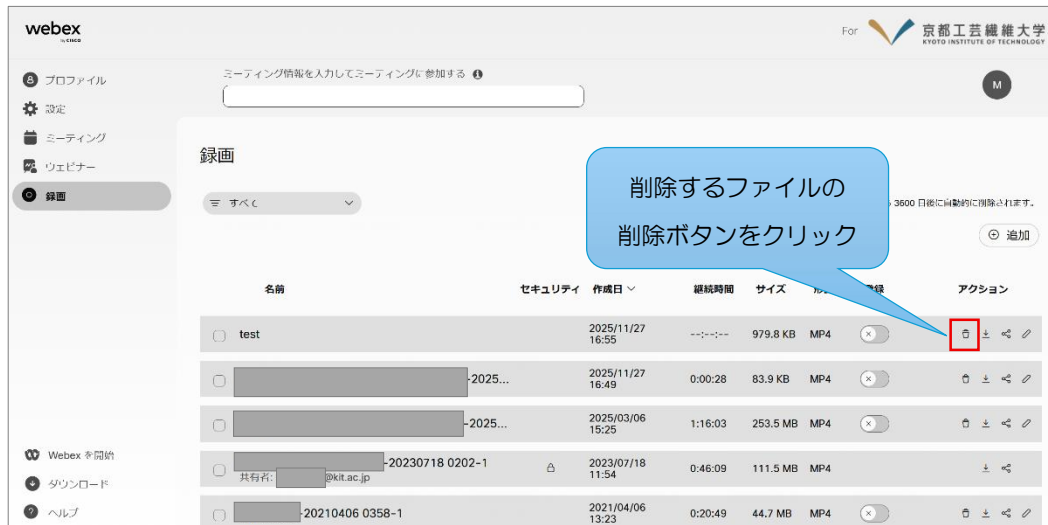 webex
by CISCO
For
京都工芸繊維大学
KYOTO INSTITUTE OF TECHNOLOGY
プロファイル
設定
ミーティング
ウェビナー
録画
ミーティング情報を入力してミーティングに参加する
M
録画
すべて
削除するファイルの
削除ボタンをクリック
3600 日後に自動的に削除されます。
追加
名前 セキュリティ 作成日 継続時間 サイズ アクション
test 2025/11/27 16:55 --:--:-- 979.8 KB MP4
-2025... 2025/11/27 16:49 0:00:28 83.9 KB MP4
-2025... 2025/03/06 15:25 1:16:03 253.5 MB MP4
-20230718 0202-1 2023/07/18 11:54 0:46:09 111.5 MB MP4
共有者: @kit.ac.jp
-20210406 0358-1 2021/04/06 13:23 0:20:49 44.7 MB MP4
Webex を開始
ダウンロード
ヘルプ